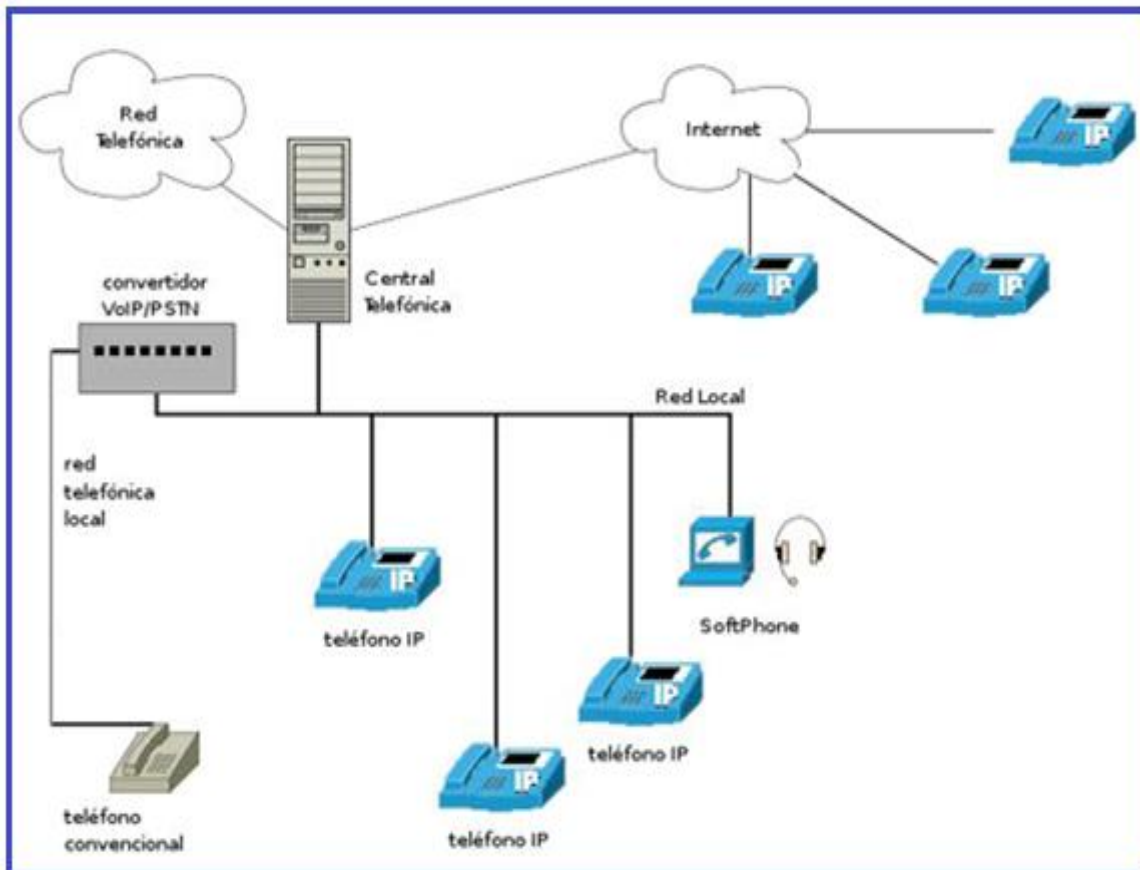 Red
Telefónica
Internet
IP
IP
IP
convertidor
VoIP/PSTN
Central
Telefónica
Red Local
red
telefónica
local
IP
teléfono IP
SoftPhone
IP
teléfono IP
IP
teléfono IP
teléfono
convencional